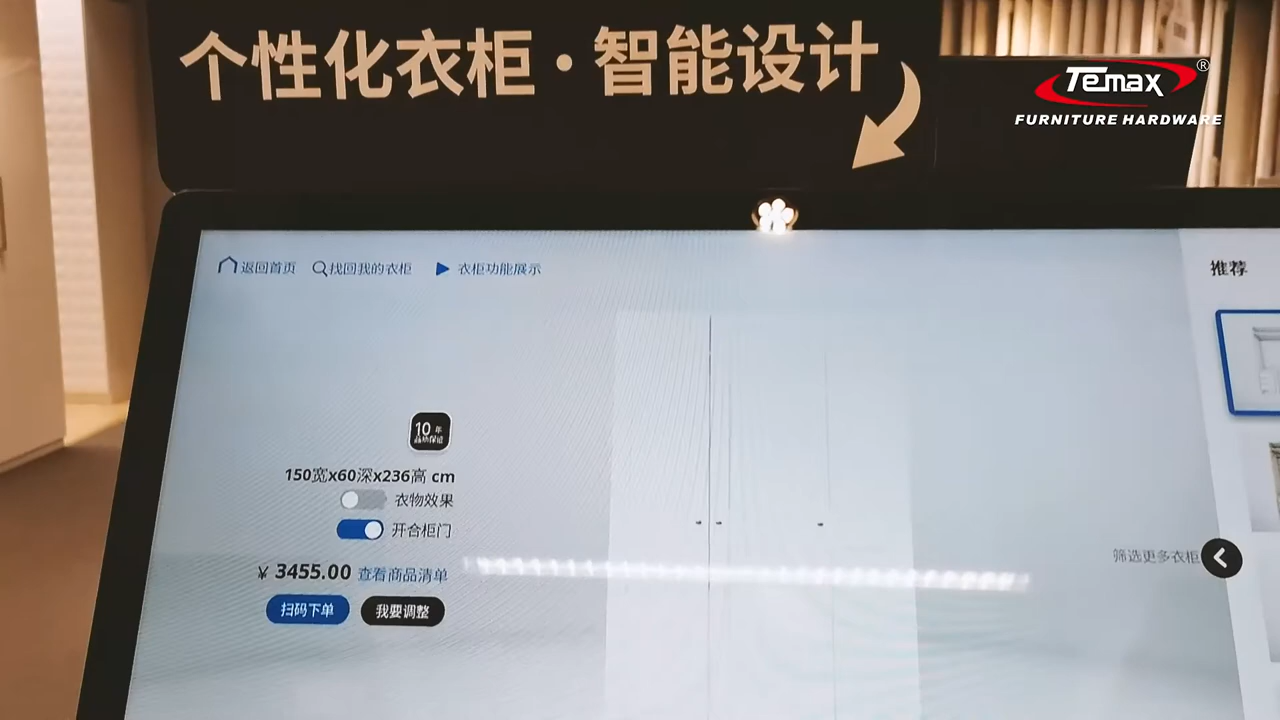 个性化衣柜·智能设计
Temax®
FURNITURE HARDWARE
返回首页 找回我的衣柜 衣柜功能展示
推荐
10年
品质保证
150宽x60深x236高 cm
衣物效果
开合柜门
¥ 3455.00 查看商品清单
筛选更多衣柜
扫码下单 我要调整